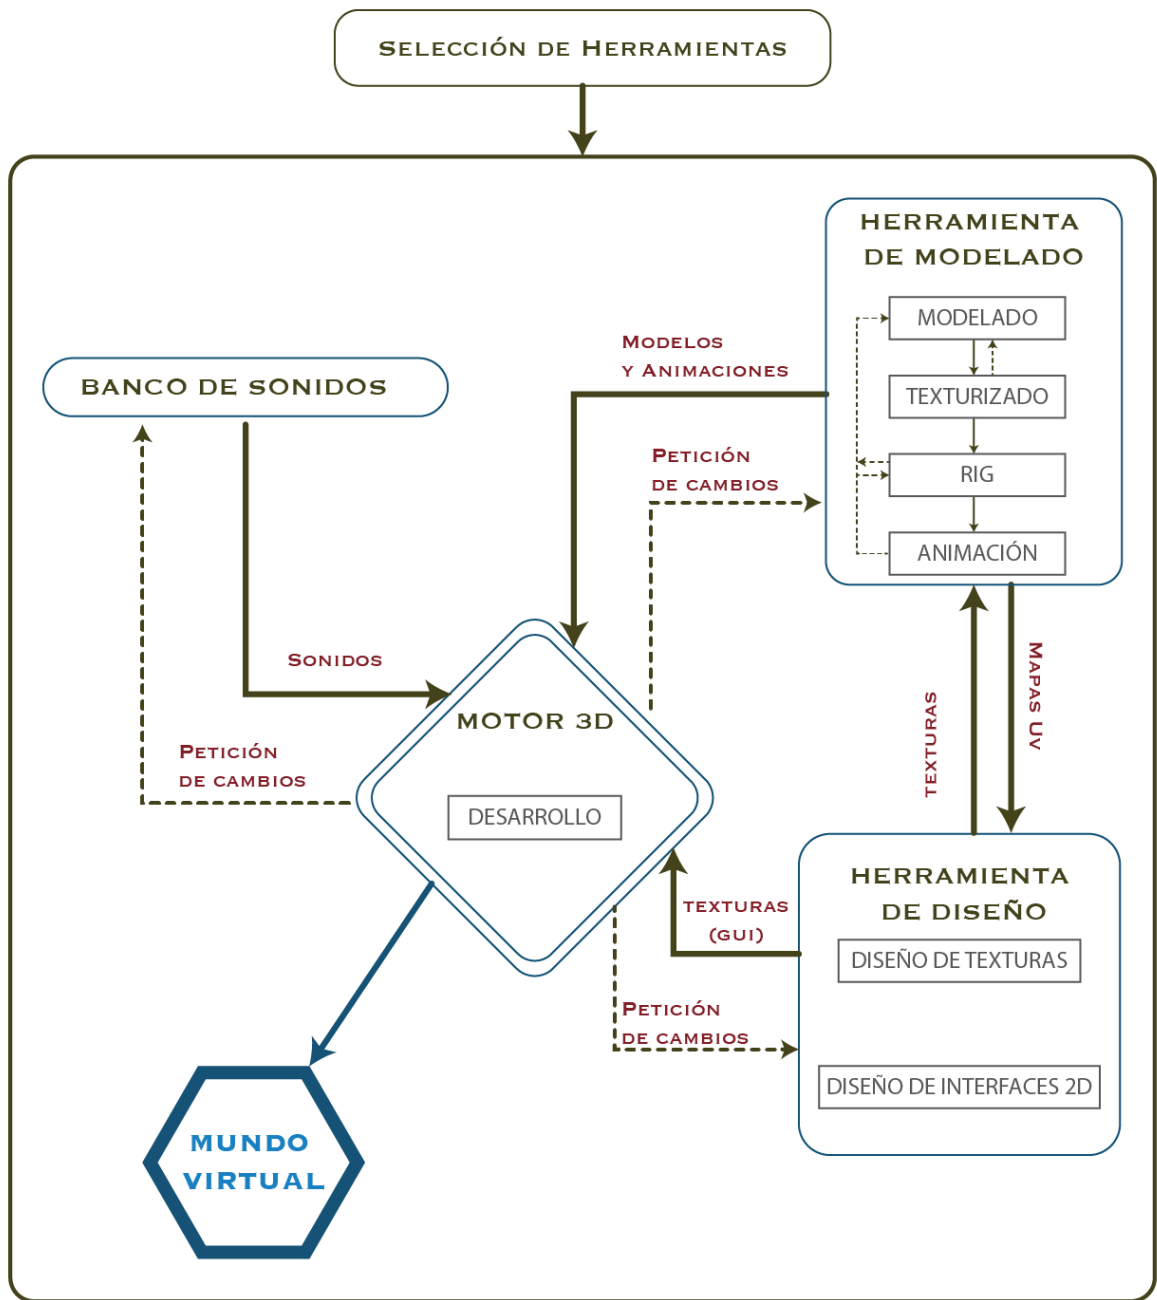 Selección de Herramientas
HERRAMIENTA
DE MODELADO
MODELADO
TEXTURIZADO
RIG
ANIMACIÓN
Modelos
y Animaciones
BANCO DE SONIDOS
Petición
de cambios
Sonidos
MOTOR 3D
DESARROLLO
Petición
de cambios
TEXTURAS
Mapas Uv
HERRAMIENTA
DE DISEÑO
DISEÑO DE TEXTURAS
DISEÑO DE INTERFACES 2D
TEXTURAS
(GUI)
Petición
de cambios
MUNDO
VIRTUAL